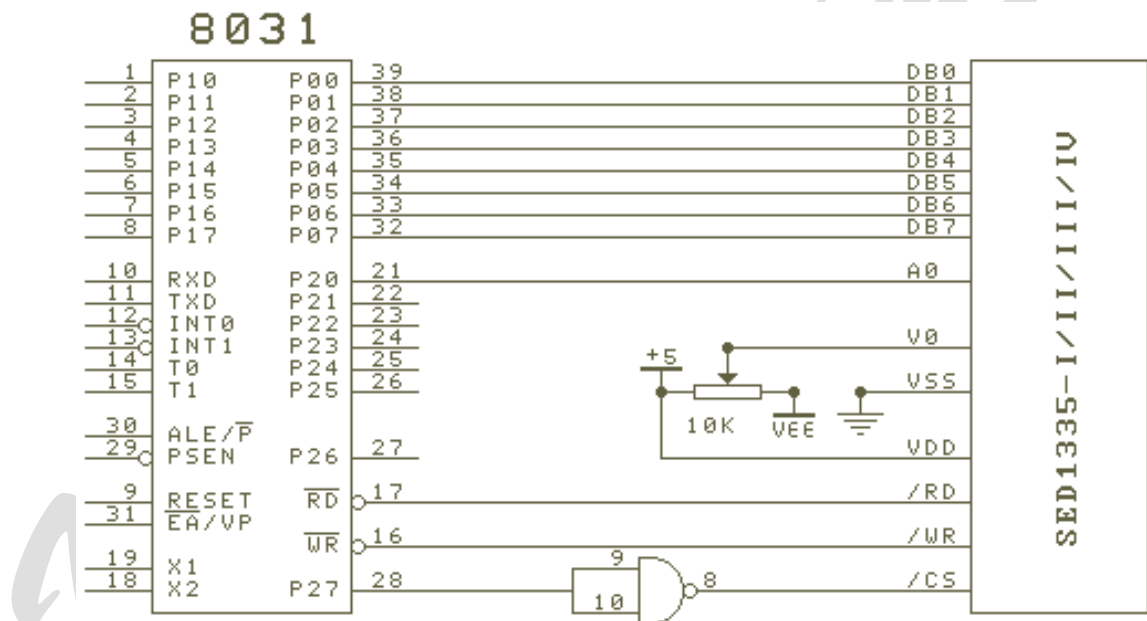 8031
1 P10 P00 39 DB0
2 P11 P01 38 DB1
3 P12 P02 37 DB2
4 P13 P03 36 DB3
5 P14 P04 35 DB4
6 P15 P05 34 DB5
7 P16 P06 33 DB6
8 P17 P07 32 DB7
10 RXD P20 21 A0
11 TXD P21 22
12 INT0 P22 23
13 INT1 P23 24 V0
14 T0 P24 25 +5
15 T1 P25 26 VSS
10K VEE
30 ALE/P
29 PSEN P26 27 VDD
9 RESET RD 17 /RD
31 EA/VP
WR 16 /WR
19 X1 9
18 X2 P27 28 10 8 /CS
SED1335-I/II/III/IV